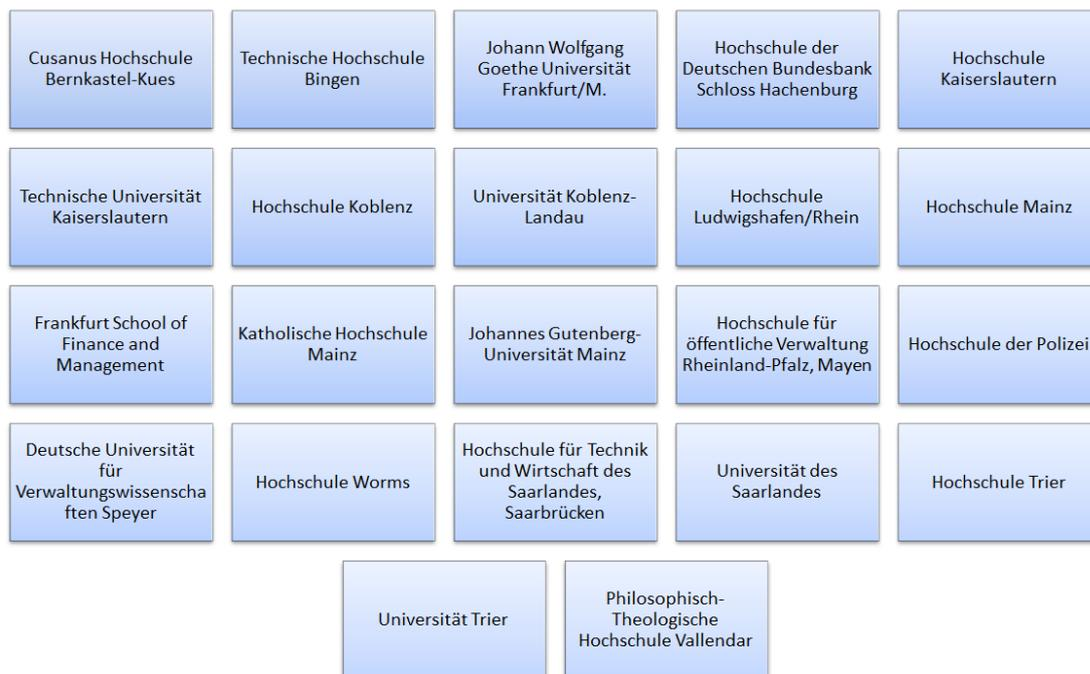 Cusanus Hochschule
Bernkastel-Kues
Technische Hochschule
Bingen
Johann Wolfgang
Goethe Universität
Frankfurt/M.
Hochschule der
Deutschen Bundesbank
Schloss Hachenburg
Hochschule
Kaiserslautern
Technische Universität
Kaiserslautern
Hochschule Koblenz
Universität Koblenz-
Landau
Hochschule
Ludwigshafen/Rhein
Hochschule Mainz
Frankfurt School of
Finance and
Management
Katholische Hochschule
Mainz
Johannes Gutenberg-
Universität Mainz
Hochschule für
öffentliche Verwaltung
Rheinland-Pfalz, Mayen
Hochschule der Polizei
Deutsche Universität
für
Verwaltungswissenscha
ften Speyer
Hochschule Worms
Hochschule für Technik
und Wirtschaft des
Saarlandes,
Saarbrücken
Universität des
Saarlandes
Hochschule Trier
Universität Trier
Philosophisch-
Theologische
Hochschule Vallendar